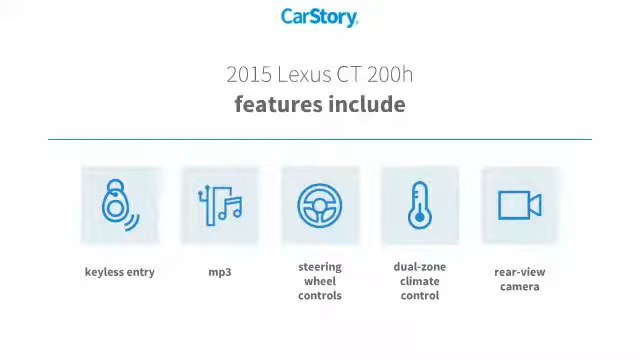 CarStory.
2015 Lexus CT 200h
features include
keyless entry
mp3
steering
wheel
controls
dual-zone
climate
control
rear-view
camera